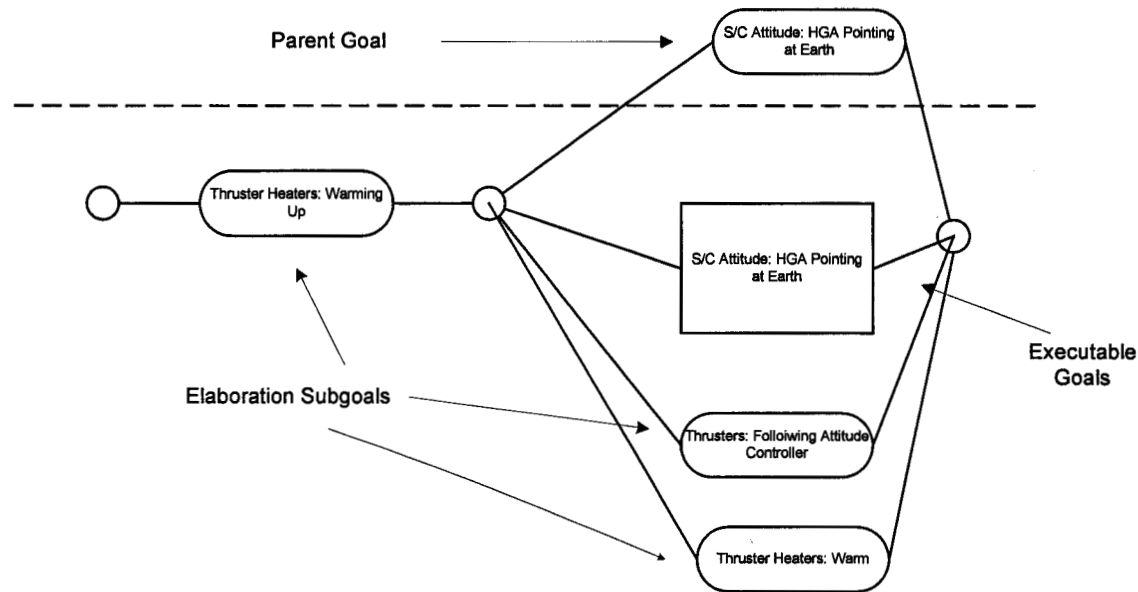 Parent Goal
S/C Attitude: HGA Pointing
at Earth
Thruster Heaters: Warming
Up
S/C Attitude: HGA Pointing
at Earth
Executable
Goals
Elaboration Subgoals
Thrusters: Folloiwing Attitude
Controller
Thruster Heaters: Warm